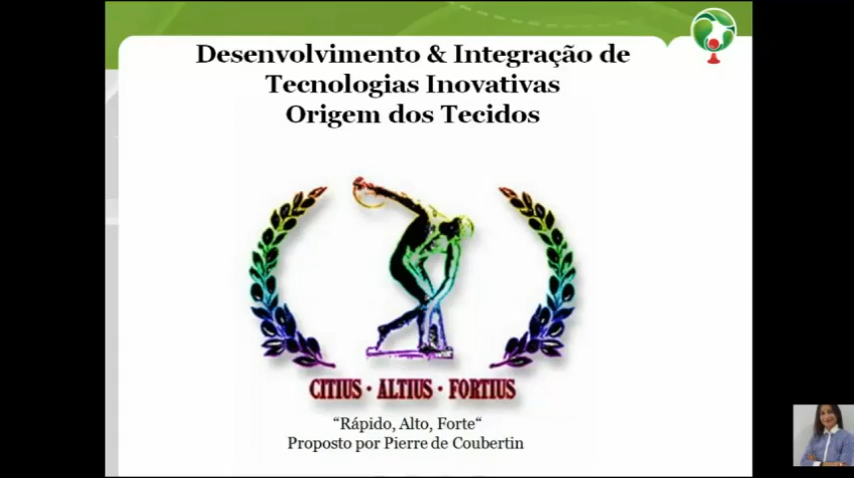 Desenvolvimento & Integração de
Tecnologias Inovativas
Origem dos Tecidos
CITIUS · ALTIUS · FORTIUS
“Rápido, Alto, Forte“
Proposto por Pierre de Coubertin